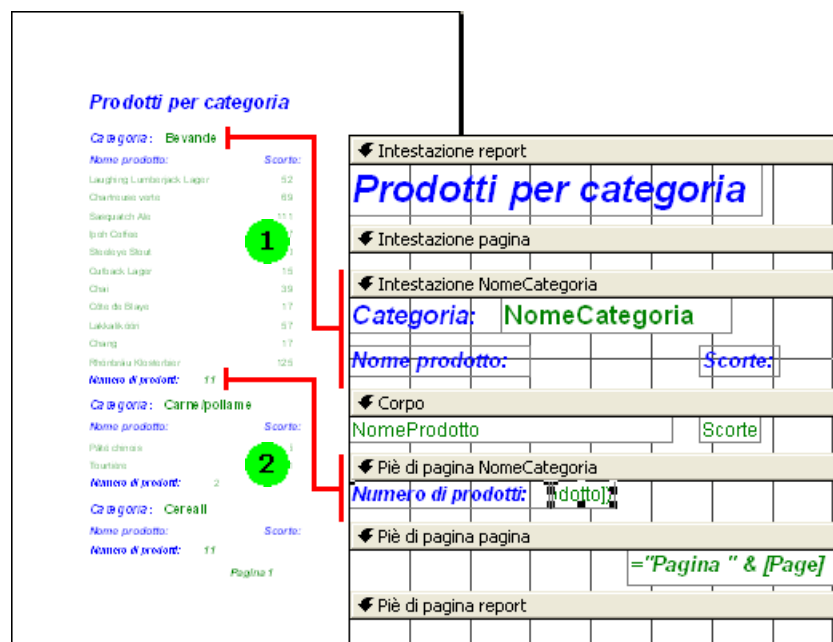 Prodotti per categoria
Categoria: Bevande
Nome prodotto: Scorte:
Laughing Lumberjack Lager 52
Chartreuse verte 69
Sasquatch Ale 111
Ipoh Coffee
Steeleye Stout
Outback Lager 15
Chai 39
Côte de Blaye 17
Lakkalikööri 57
Chang 17
Rhönbräu Klosterbier 125
Numero di prodotti: 11
Categoria: Carne/pollame
Nome prodotto: Scorte:
Pâté chinois
Tourtière
Numero di prodotti: 2
Categoria: Cereali
Nome prodotto: Scorte:
Numero di prodotti: 11
Pagina 1
1
2
Intestazione report
Prodotti per categoria
Intestazione pagina
Intestazione NomeCategoria
Categoria: NomeCategoria
Nome prodotto: Scorte:
Corpo
NomeProdotto Scorte
Piè di pagina NomeCategoria
Numero di prodotti: dotto])
Piè di pagina pagina
="Pagina " & [Page]
Piè di pagina report